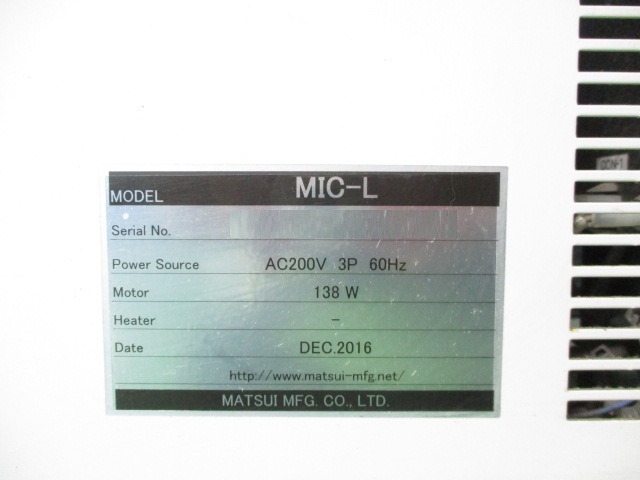 MODEL MIC-L
Serial No.
Power Source AC200V 3P 60Hz
Motor 138 W
Heater -
Date DEC.2016
http://www.matsui-mfg.net/
MATSUI MFG. CO., LTD.